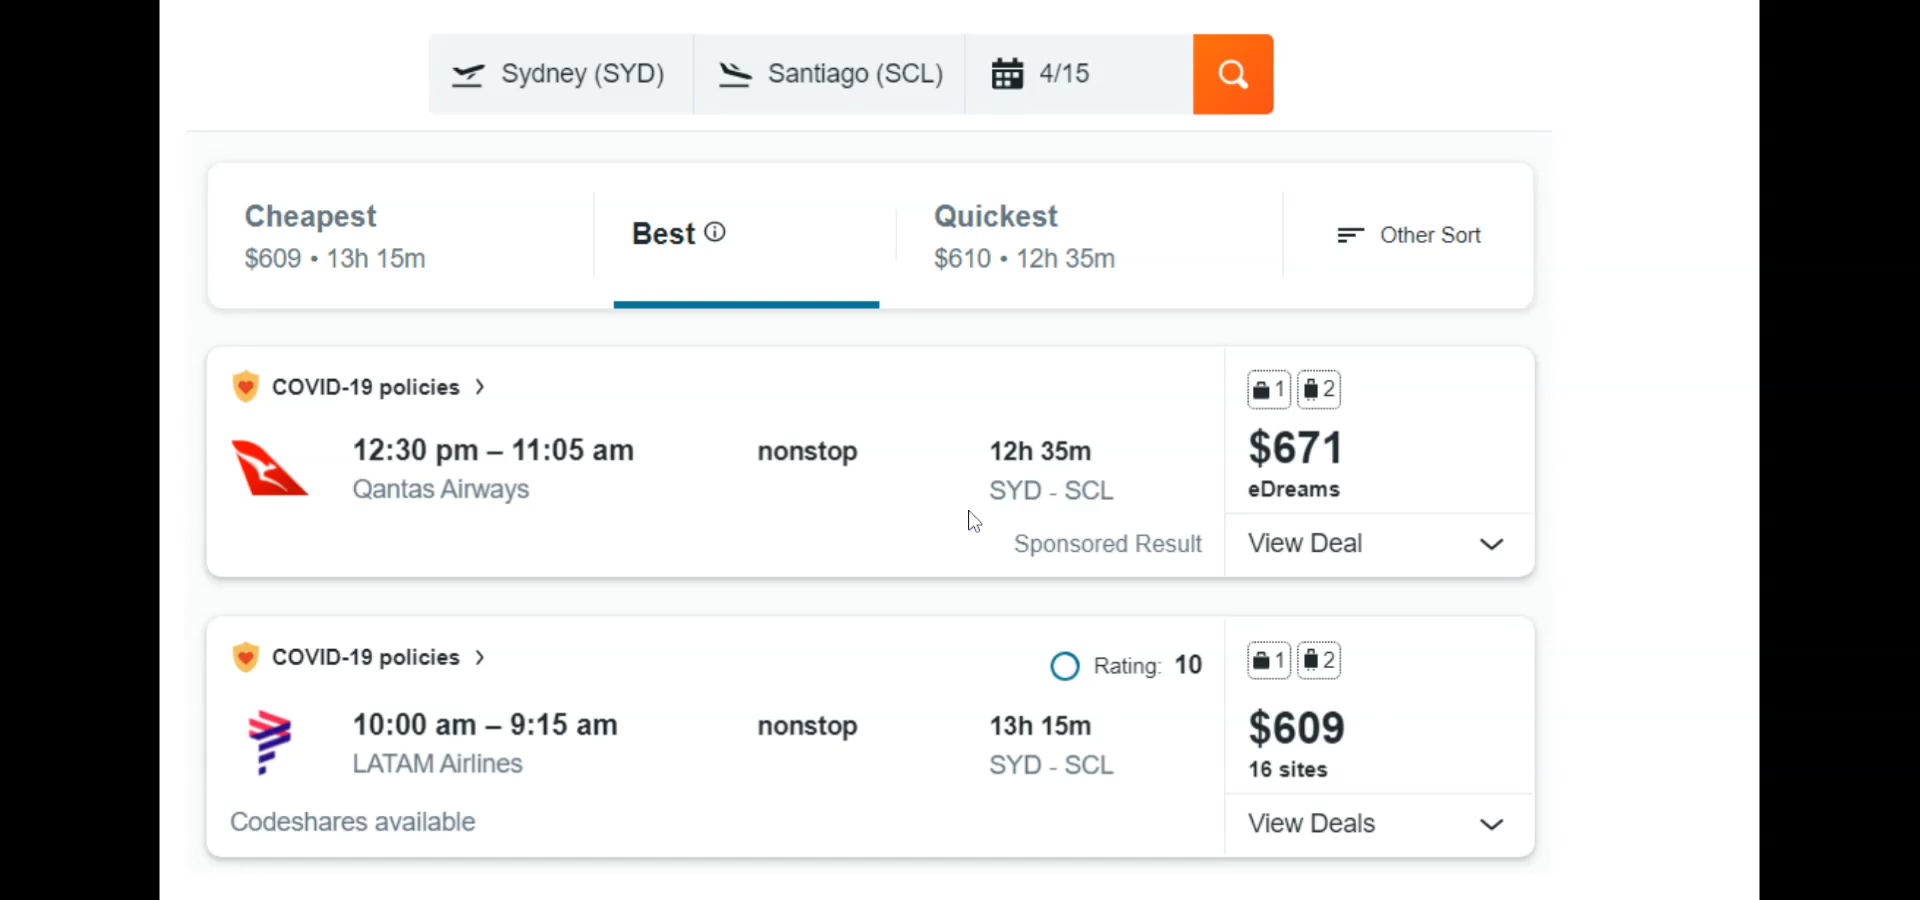 Sydney (SYD) Santiago (SCL) 4/15
Cheapest
$609 • 13h 15m
Best
Quickest
$610 • 12h 35m
Other Sort
COVID-19 policies
12:30 pm – 11:05 am
Qantas Airways
nonstop
12h 35m
SYD - SCL
Sponsored Result
1 2
$671
eDreams
View Deal
COVID-19 policies
Rating: 10
10:00 am – 9:15 am
LATAM Airlines
nonstop
13h 15m
SYD - SCL
Codeshares available
1 2
$609
16 sites
View Deals